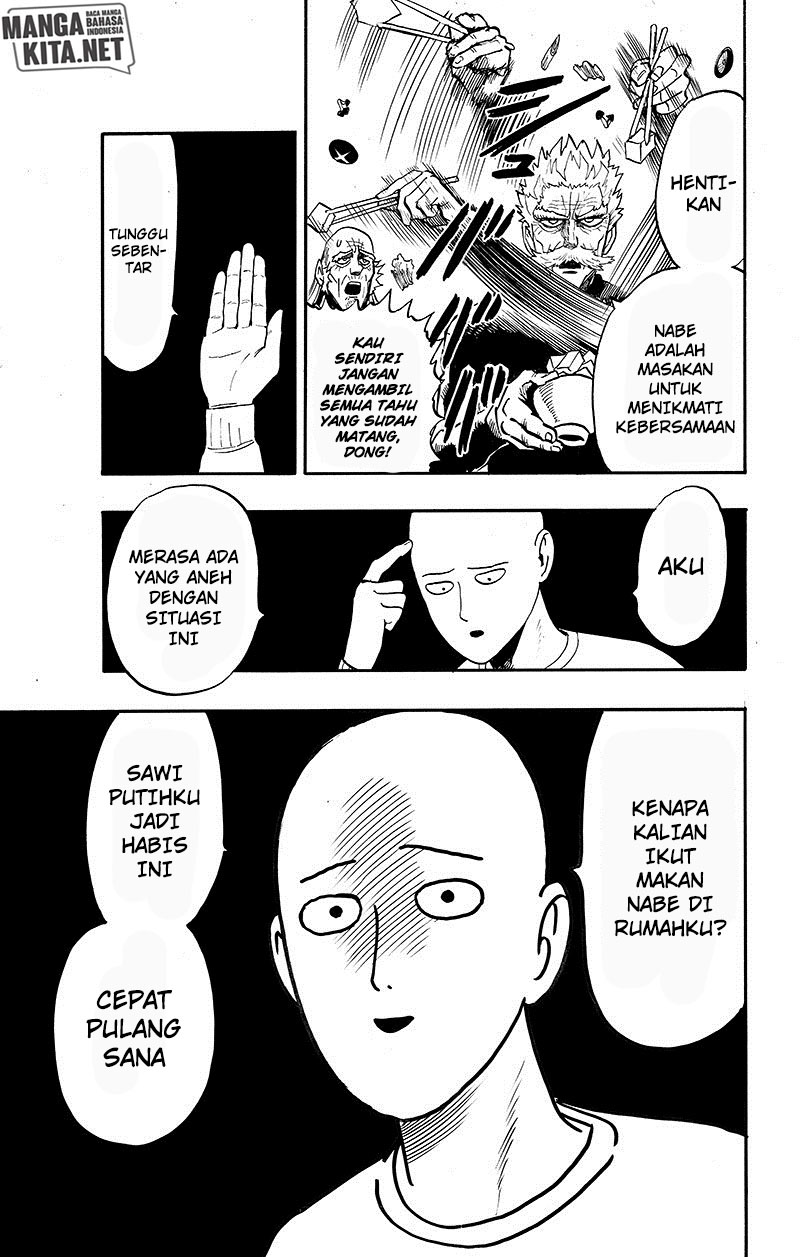 MANGA
KITA.NET
BACA MANGA
BAHASA
INDONESIA
HENTI-
KAN
NABE
ADALAH
MASAKAN
UNTUK
MENIKMATI
KEBERSAMAAN
KAU
SENDIRI
JANGAN
MENGAMBIL
SEMUA TAHU
YANG SUDAH
MATANG,
DONG!
TUNGGU
SEBEN-
TAR
AKU
MERASA ADA
YANG ANEH
DENGAN
SITUASI
INI
KENAPA
KALIAN
IKUT
MAKAN
NABE DI
RUMAHKU?
SAWI
PUTIHKU
JADI
HABIS
INI
CEPAT
PULANG
SANA